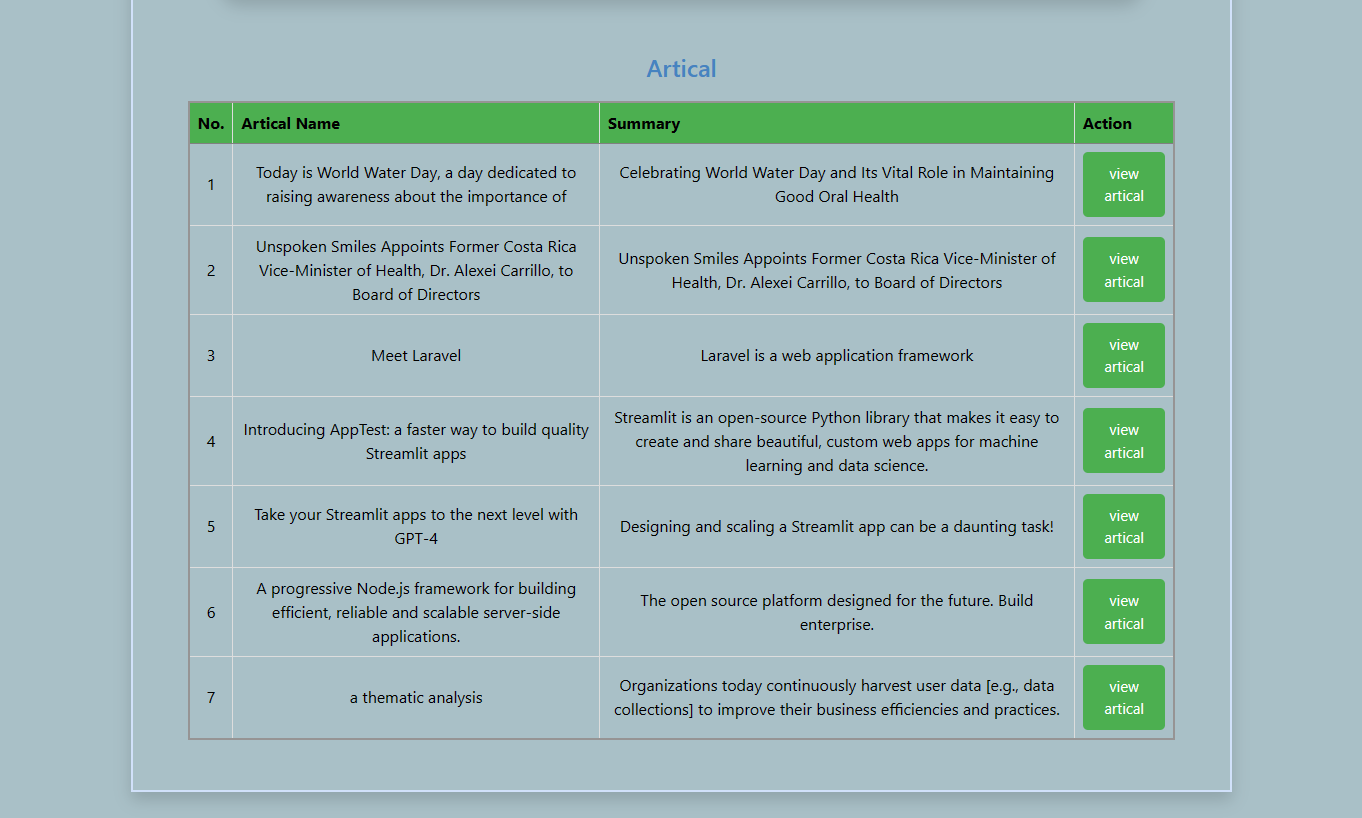 Artical
No. Artical Name Summary Action
1 Today is World Water Day, a day dedicated to
raising awareness about the importance of
Celebrating World Water Day and Its Vital Role in Maintaining
Good Oral Health
view
artical
2 Unspoken Smiles Appoints Former Costa Rica
Vice-Minister of Health, Dr. Alexei Carrillo, to
Board of Directors
Unspoken Smiles Appoints Former Costa Rica Vice-Minister of
Health, Dr. Alexei Carrillo, to Board of Directors
view
artical
3 Meet Laravel
Laravel is a web application framework
view
artical
4 Introducing AppTest: a faster way to build quality
Streamlit apps
Streamlit is an open-source Python library that makes it easy to
create and share beautiful, custom web apps for machine
learning and data science.
view
artical
5 Take your Streamlit apps to the next level with
GPT-4
Designing and scaling a Streamlit app can be a daunting task!
view
artical
6 A progressive Node.js framework for building
efficient, reliable and scalable server-side
applications.
The open source platform designed for the future. Build
enterprise.
view
artical
7 a thematic analysis
Organizations today continuously harvest user data [e.g., data
collections] to improve their business efficiencies and practices.
view
artical